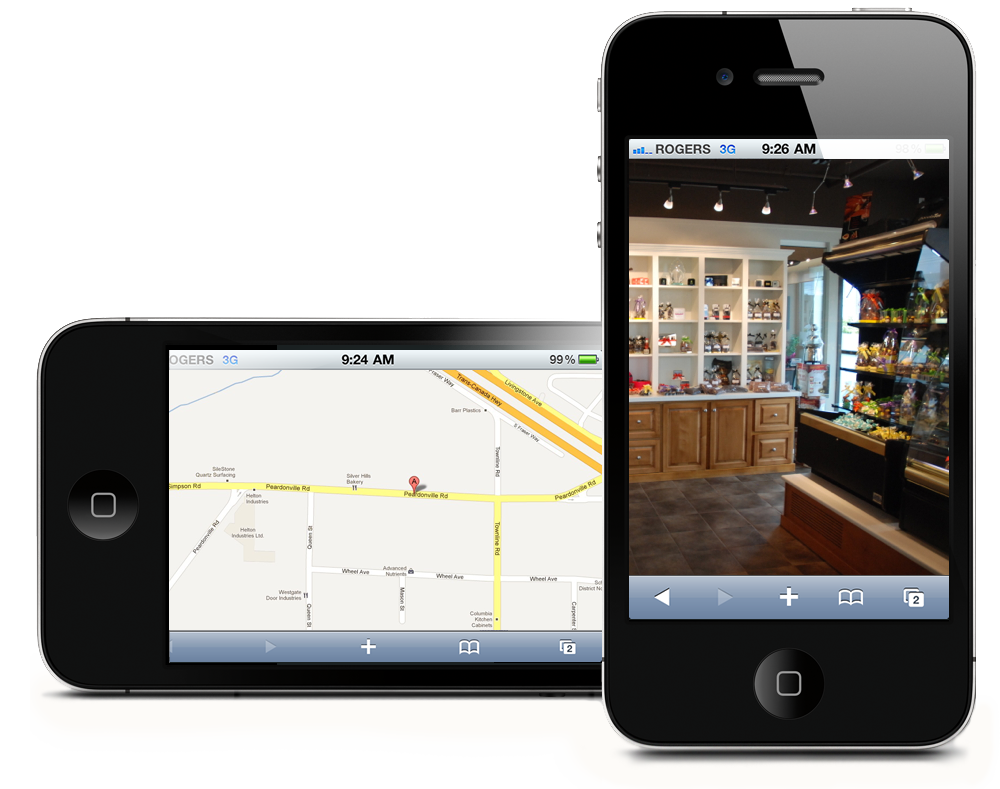 ROGERS 3G 9:26 AM 98%
2
OGERS 3G 9:24 AM 99%
Fraser Way
Trans-Canada Hwy
Livingstone Ave
S Fraser Way
Barr Plastics
Townline Rd
SileStone
Quartz Surfacing
Silver Hills
Bakery
A
Simpson Rd
Peardonville Rd
Peardonville Rd
Peardonville Rd
Helton
Industries
Peardonville Rd
Helton
Industries Ltd.
Queen St
Townline Rd
Advanced
Nutrients
Wheel Ave
Wheel Ave
Wheel Ave
Westgate
Door Industries
Queen St
Mason St
Columbia
Kitchen
Cabinets
Carpenter S
Sc
District No
2